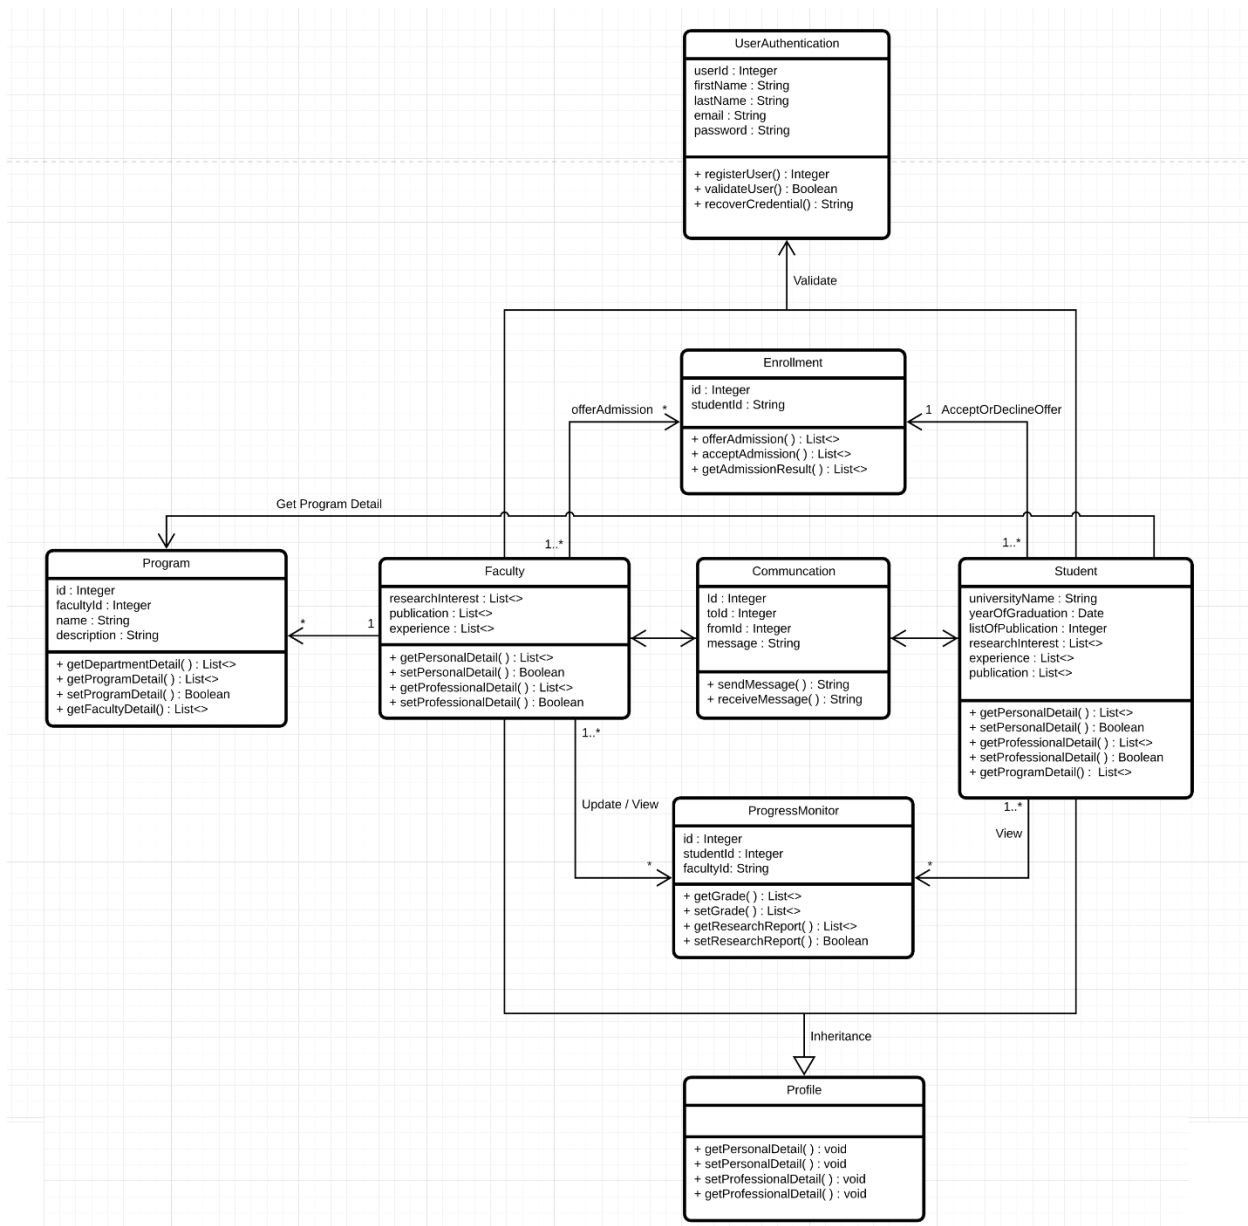 UserAuthentication
userId : Integer
firstName : String
lastName : String
email : String
password : String
+ registerUser() : Integer
+ validateUser() : Boolean
+ recoverCredential() : String
Validate
Enrollment
id : Integer
studentId : String
+ offerAdmission( ) : List<>
+ acceptAdmission( ) : List<>
+ getAdmissionResult( ) : List<>
offerAdmission *
1 AcceptOrDeclineOffer
Get Program Detail
1..*
1..*
Program
id : Integer
facultyId : Integer
name : String
description : String
+ getDepartmentDetail( ) : List<>
+ getProgramDetail( ) : List<>
+ setProgramDetail( ) : Boolean
+ getFacultyDetail() : List<>
* 1
Faculty
researchInterest : List<>
publication : List<>
experience : List<>
+ getPersonalDetail( ) : List<>
+ setPersonalDetail( ) : Boolean
+ getProfessionalDetail( ) : List<>
+ setProfessionalDetail( ) : Boolean
Communcation
Id : Integer
toId : Integer
fromId : Integer
message : String
+ sendMessage( ) : String
+ receiveMessage( ) : String
Student
universityName : String
yearOfGraduation : Date
listOfPublication : Integer
researchInterest : List<>
experience : List<>
publication : List<>
+ getPersonalDetail( ) : List<>
+ setPersonalDetail( ) : Boolean
+ getProfessionalDetail( ) : List<>
+ setProfessionalDetail( ) : Boolean
+ getProgramDetail() :  List<>
1..*
Update / View
*
1..*
View
*
ProgressMonitor
id : Integer
studentId : Integer
facultyId: String
+ getGrade( ) : List<>
+ setGrade( ) : List<>
+ getResearchReport( ) : List<>
+ setResearchReport( ) : Boolean
Inheritance
Profile
+ getPersonalDetail( ) : void
+ setPersonalDetail( ) : void
+ setProfessionalDetail( ) : void
+ getProfessionalDetail( ) : void